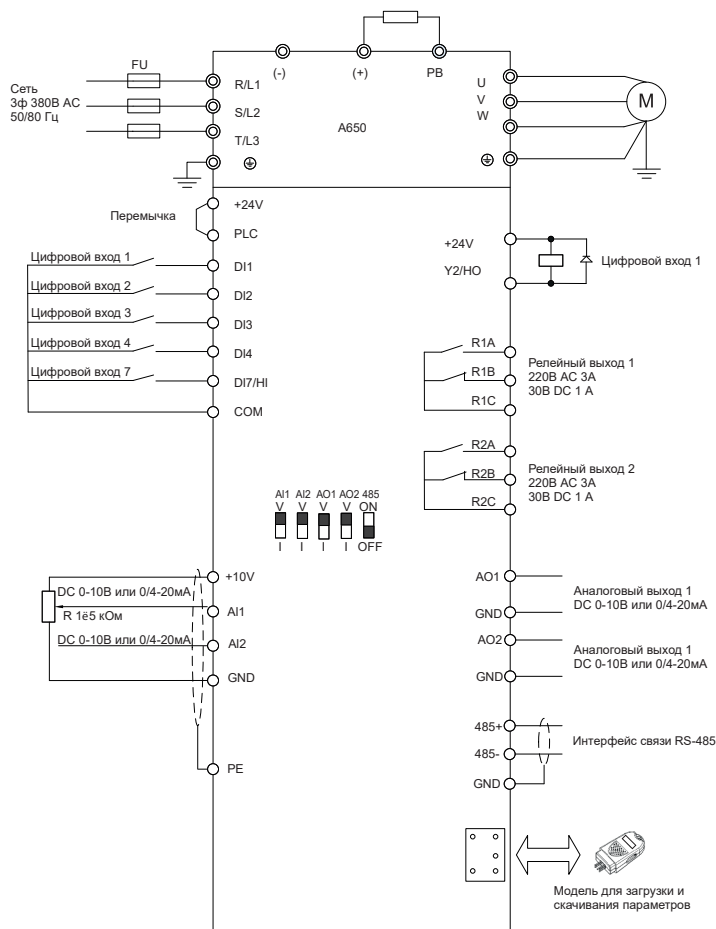 FU
(-)
(+)
PB
Сеть
3ф 380В AC
50/80 Гц
R/L1
S/L2
T/L3
A650
U
V
W
M
Перемычка
+24V
PLC
Цифровой вход 1
DI1
Цифровой вход 2
DI2
Цифровой вход 3
DI3
Цифровой вход 4
DI4
Цифровой вход 7
DI7/HI
COM
+24V
Y2/HO
Цифровой вход 1
R1A
R1B
R1C
Релейный выход 1
220В AC 3А
30В DC 1 А
R2A
R2B
R2C
Релейный выход 2
220В AC 3А
30В DC 1 А
AI1 AI2 AO1 AO2 485
V V V V ON
I I I I OFF
+10V
DC 0-10В или 0/4-20мА
R 1ё5 кОм
AI1
DC 0-10В или 0/4-20мА
AI2
GND
PE
AO1
GND
Аналоговый выход 1
DC 0-10В или 0/4-20мА
AO2
GND
Аналоговый выход 1
DC 0-10В или 0/4-20мА
485+
485-
GND
Интерфейс связи RS-485
Модель для загрузки и
скачивания параметров